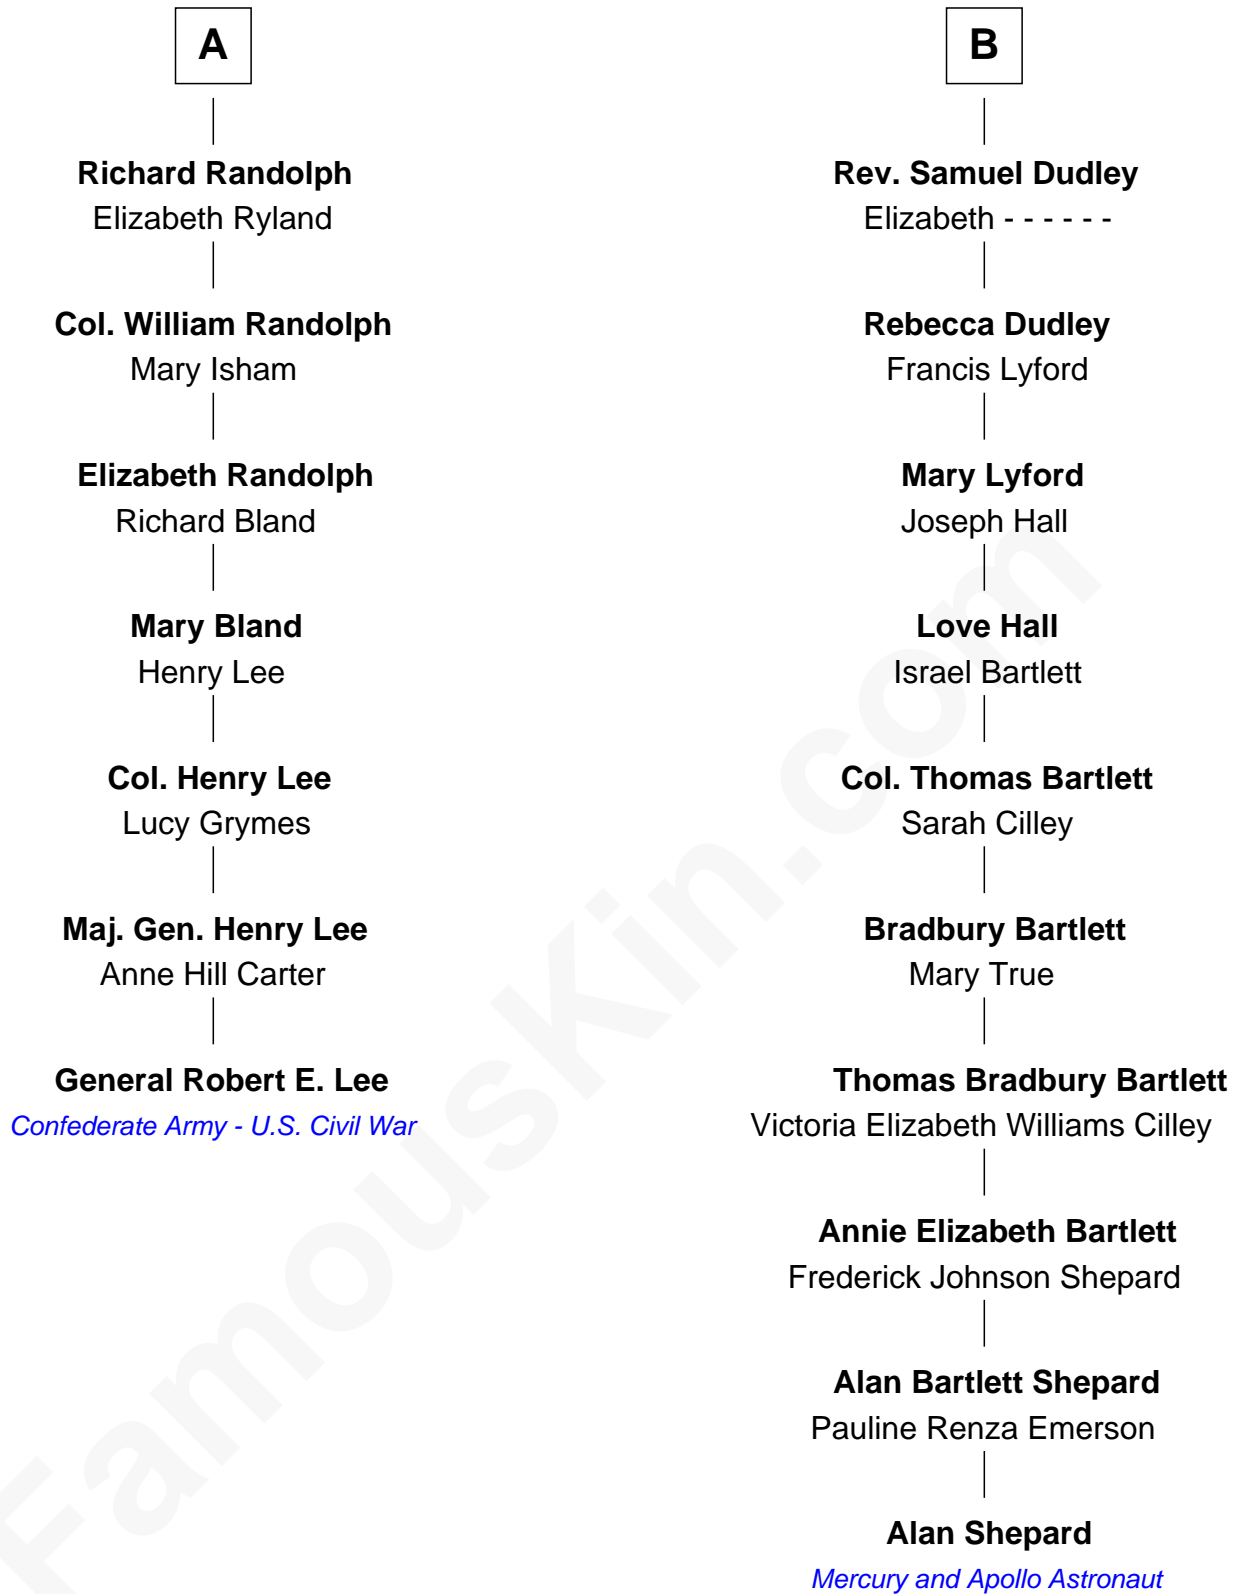 A
Richard Randolph
Elizabeth Ryland
Col. William Randolph
Mary Isham
Elizabeth Randolph
Richard Bland
Mary Bland
Henry Lee
Col. Henry Lee
Lucy Grymes
Maj. Gen. Henry Lee
Anne Hill Carter
General Robert E. Lee
Confederate Army - U.S. Civil War
B
Rev. Samuel Dudley
Elizabeth - - - - - -
Rebecca Dudley
Francis Lyford
Mary Lyford
Joseph Hall
Love Hall
Israel Bartlett
Col. Thomas Bartlett
Sarah Cilley
Bradbury Bartlett
Mary True
Thomas Bradbury Bartlett
Victoria Elizabeth Williams Cilley
Annie Elizabeth Bartlett
Frederick Johnson Shepard
Alan Bartlett Shepard
Pauline Renza Emerson
Alan Shepard
Mercury and Apollo Astronaut
FamousKin.com